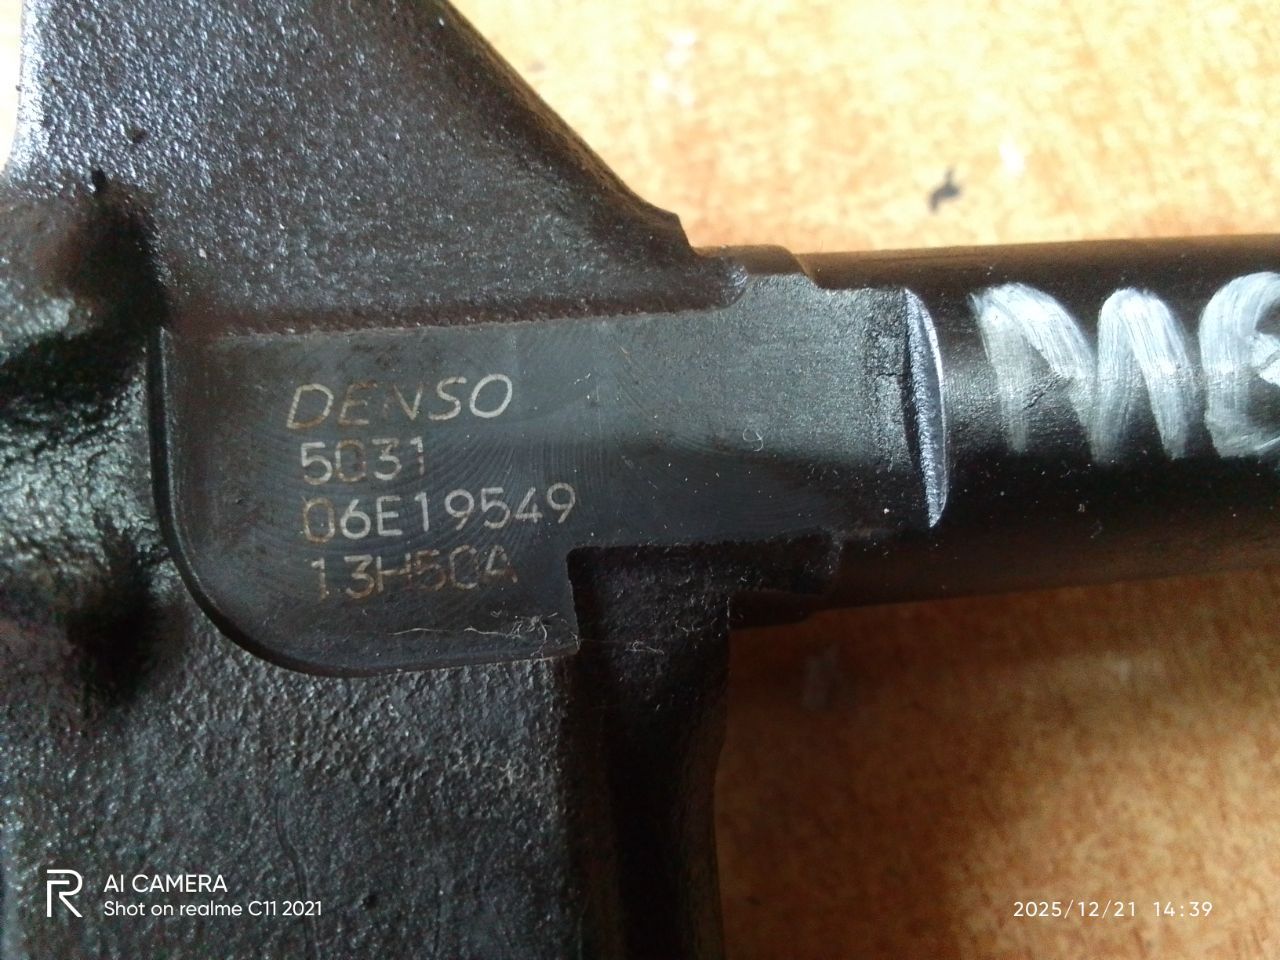 DENSO
5031
06E19549
13H50A
AI CAMERA
Shot on realme C11 2021
2025/12/21 14:39